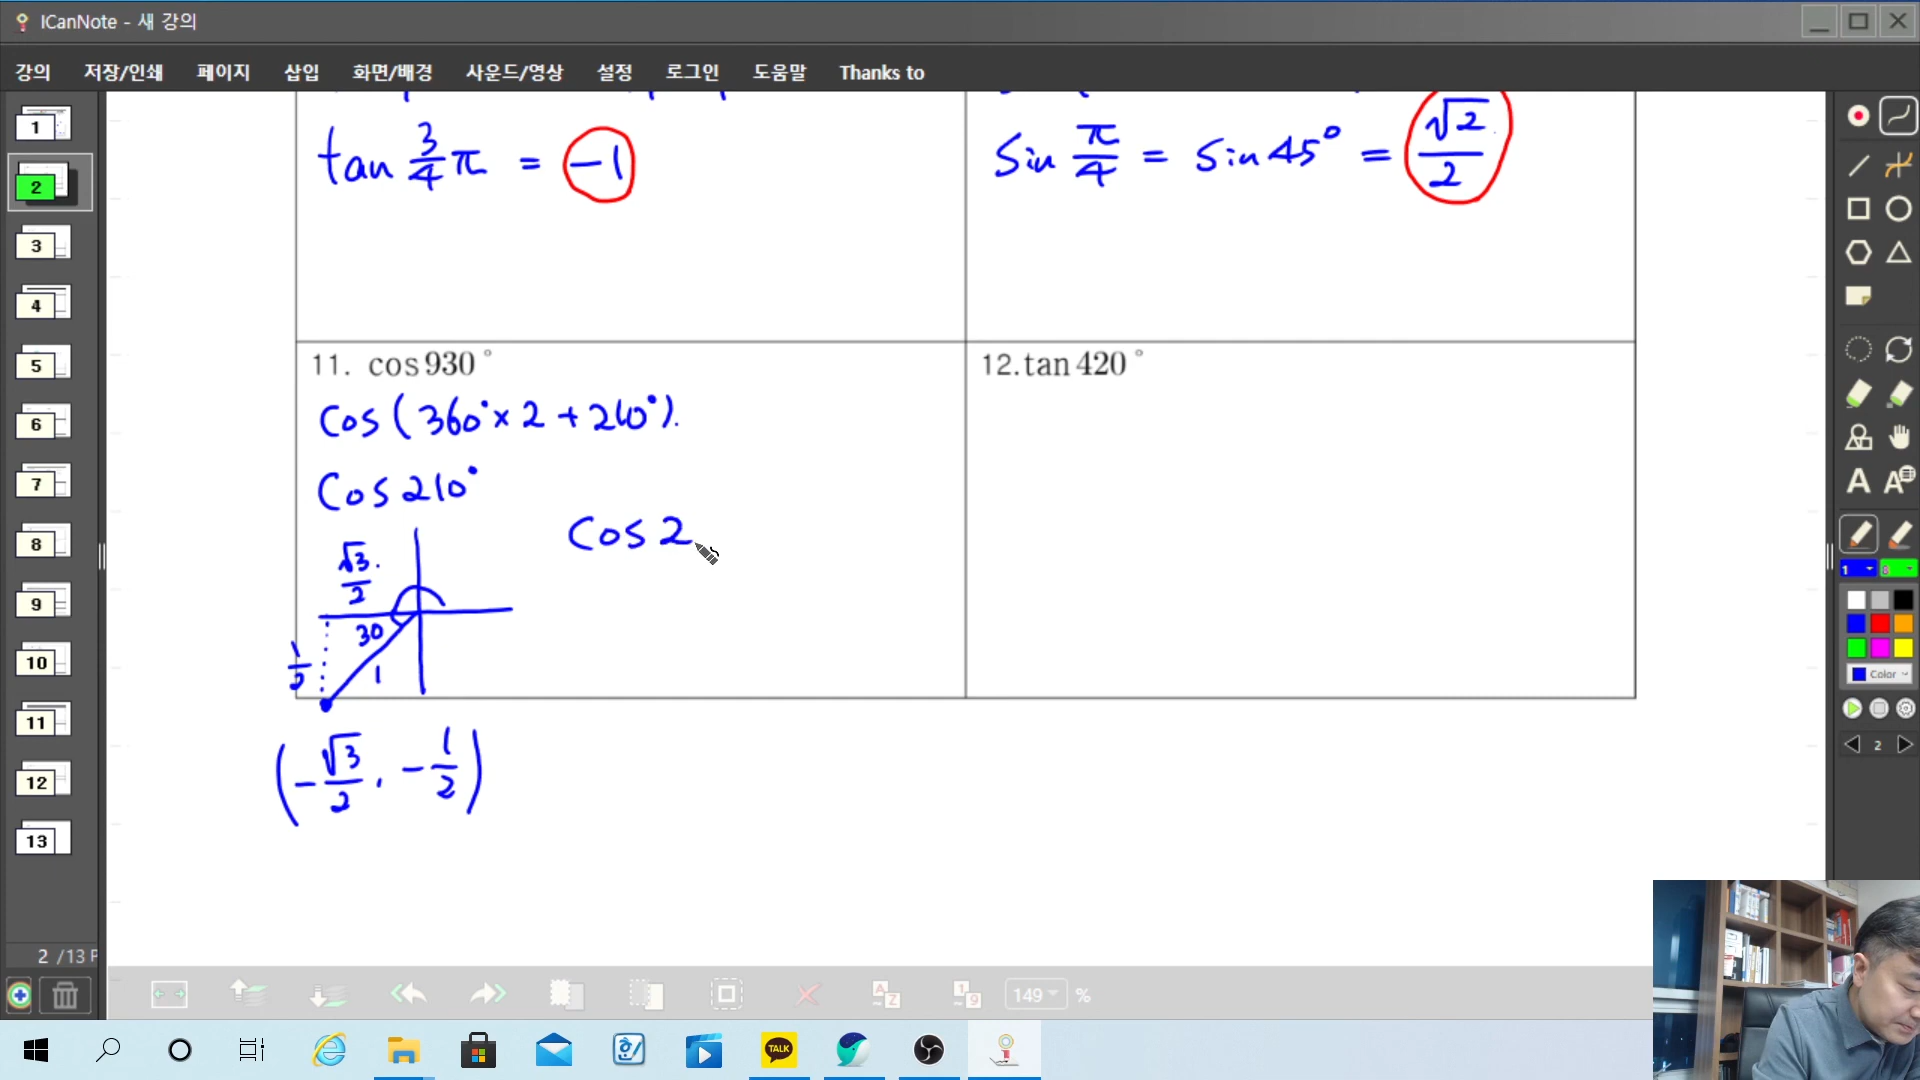 ICanNote - 새 강의
강의 저장/인쇄 페이지 삽입 화면/배경 사운드/영상 설정 로그인 도움말 Thanks to
1
2
3
4
5
6
7
8
9
10
11
12
13
2 /13 P
tan 3/4 π = -1
sin π/4 = sin 45° = √2/2
11. cos 930°
cos (360° × 2 + 210°).
cos 210°
√3/2
30
1
1/2
(-√3/2, -1/2)
cos 2
12. tan 420°
1
Color
2
149 %
TALK